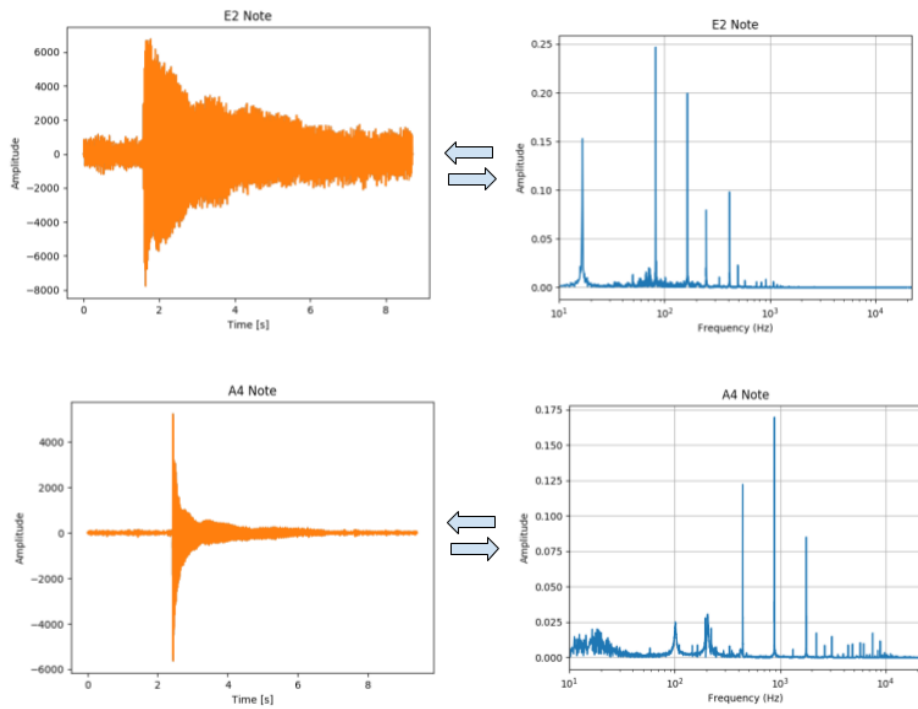 E2 Note
6000
4000
2000
0
−2000
−4000
−6000
−8000
Amplitude
0 2 4 6 8
Time [s]
E2 Note
0.25
0.20
0.15
0.10
0.05
0.00
Amplitude
10¹ 10² 10³ 10⁴
Frequency (Hz)
A4 Note
4000
2000
0
−2000
−4000
−6000
Amplitude
0 2 4 6 8
Time [s]
A4 Note
0.175
0.150
0.125
0.100
0.075
0.050
0.025
0.000
Amplitude
10¹ 10² 10³ 10⁴
Frequency (Hz)